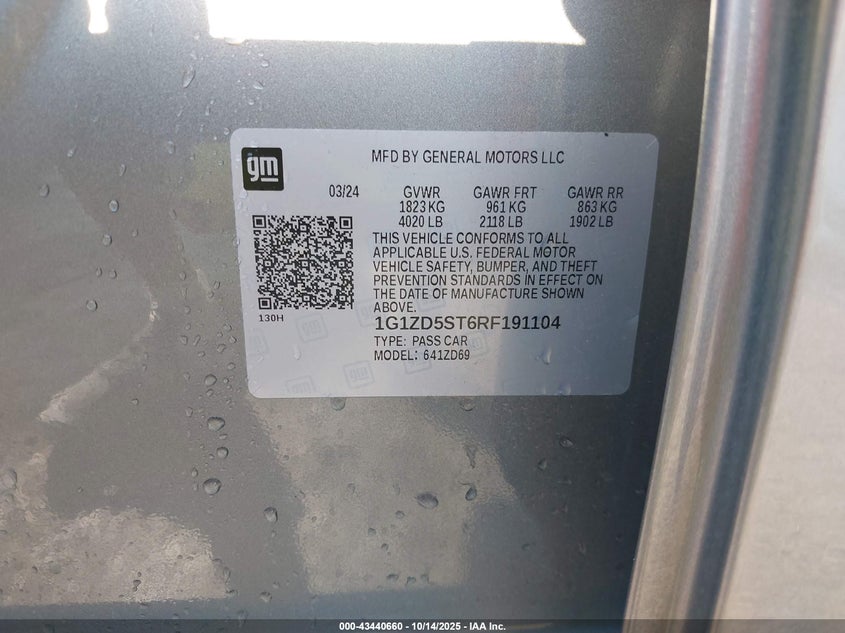 gm
MFD BY GENERAL MOTORS LLC
03/24 GVWR GAWR FRT GAWR RR
1823 KG 961 KG 863 KG
4020 LB 2118 LB 1902 LB
THIS VEHICLE CONFORMS TO ALL
APPLICABLE U.S. FEDERAL MOTOR
VEHICLE SAFETY, BUMPER, AND THEFT
PREVENTION STANDARDS IN EFFECT ON
THE DATE OF MANUFACTURE SHOWN
ABOVE.
130H
1G1ZD5ST6RF191104
TYPE: PASS CAR
MODEL: 641ZD69
gm
gm
000-43440660 - 10/14/2025 - IAA Inc.